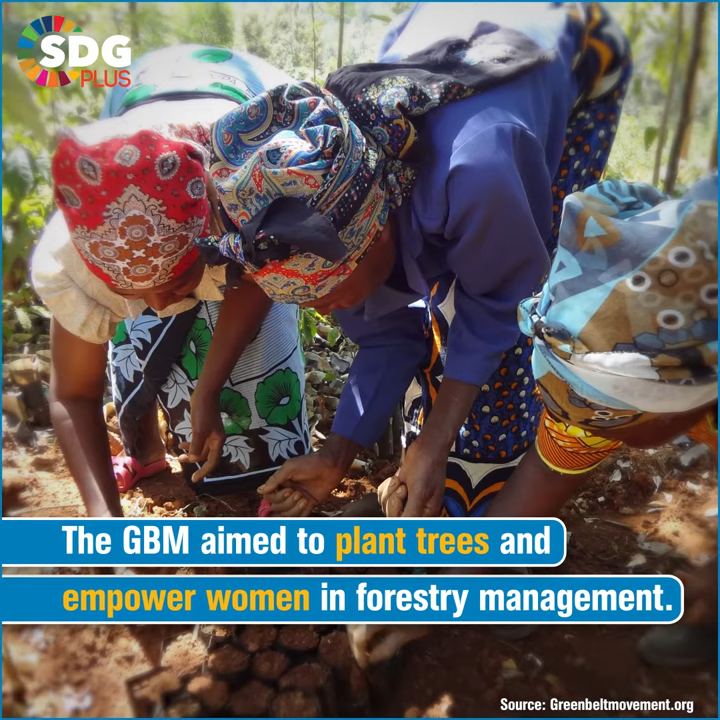 SDG
PLUS
The GBM aimed to plant trees and
empower women in forestry management.
Source: Greenbeltmovement.org